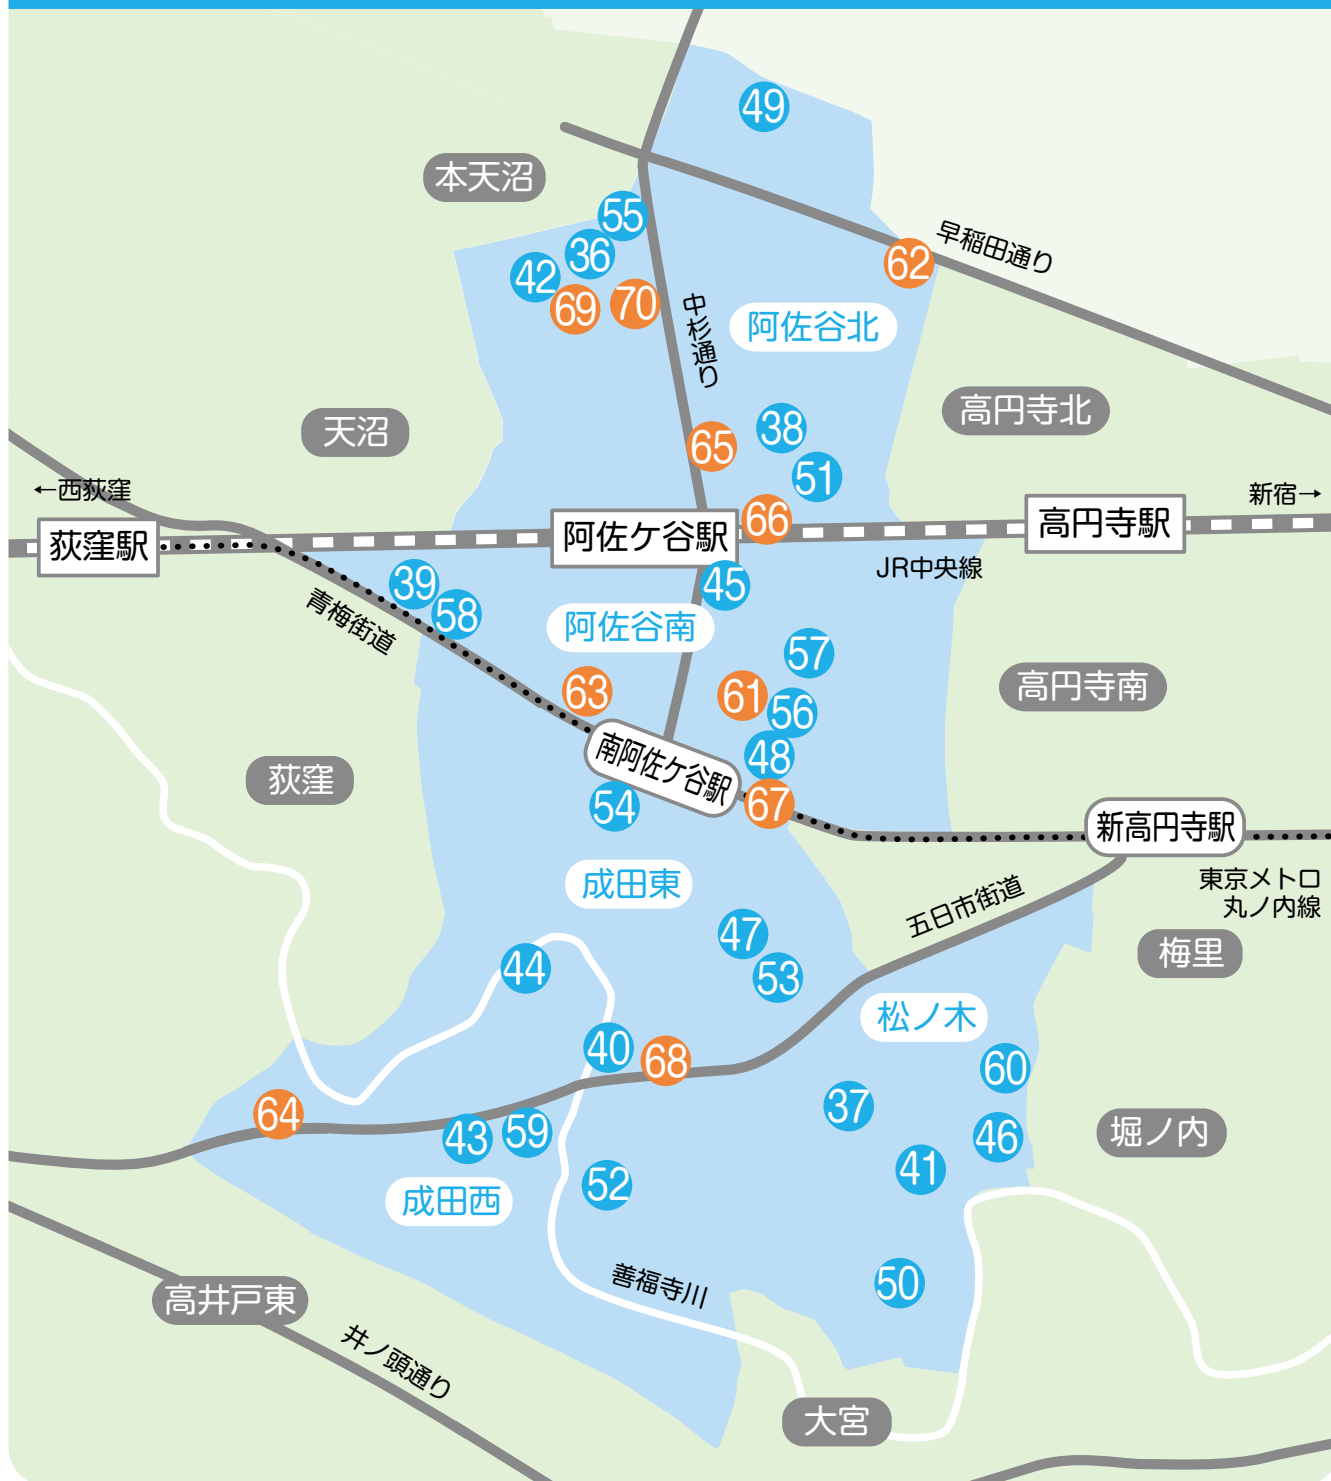 49
本天沼
55
早稲田通り
36
62
42
69
70
中杉通り
阿佐谷北
高円寺北
天沼
38
65
51
←西荻窪
新宿→
66
荻窪駅
阿佐ケ谷駅
高円寺駅
JR中央線
39
45
58
青梅街道
阿佐谷南
57
63
61
高円寺南
56
南阿佐ケ谷駅
48
荻窪
54
67
新高円寺駅
成田東
東京メトロ
丸ノ内線
五日市街道
47
梅里
44
53
松ノ木
40
68
60
64
37
43
59
46
堀ノ内
41
52
成田西
善福寺川
50
高井戸東
井ノ頭通り
大宮